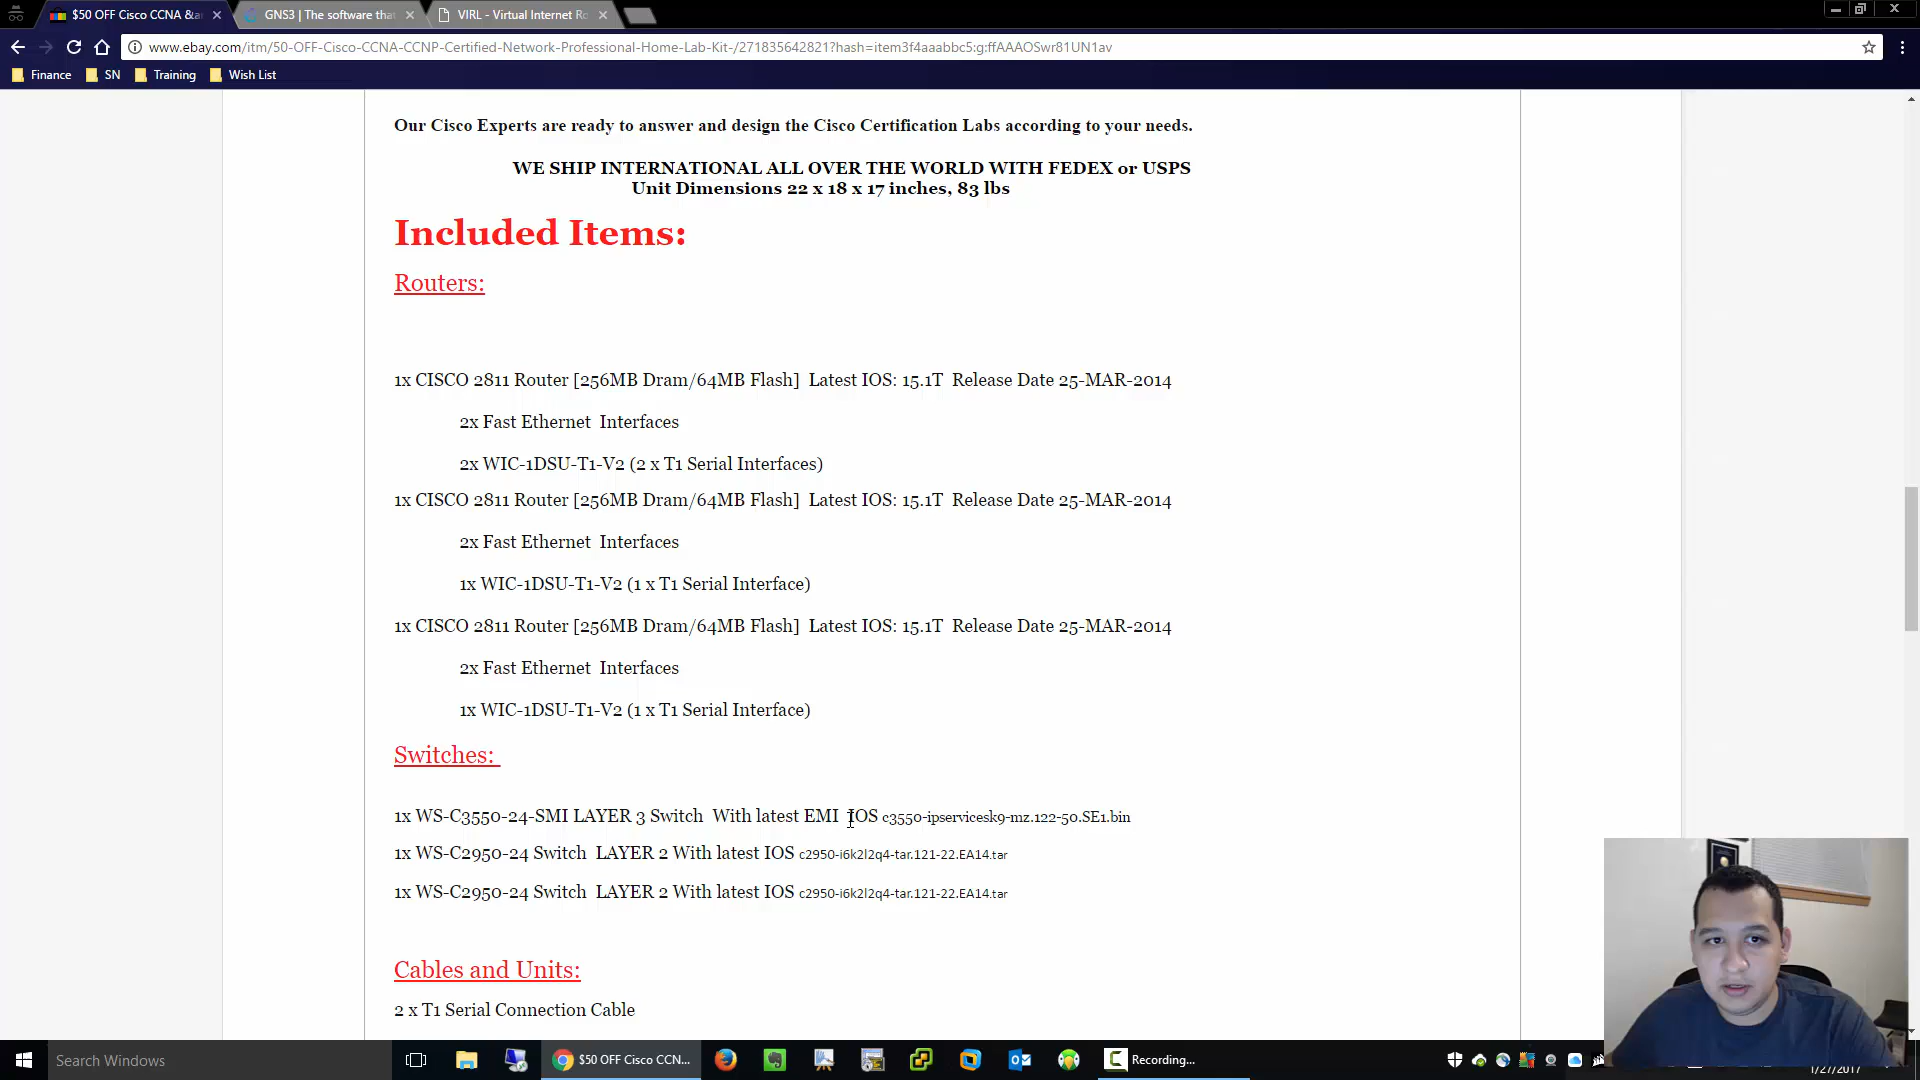 $50 OFF Cisco CCNA &a
GNS3 | The software tha
VIRL - Virtual Internet Ro
www.ebay.com/itm/50-OFF-Cisco-CCNA-CCNP-Certified-Network-Professional-Home-Lab-Kit-/271835642821?hash=item3f4aaabbc5:g:ffAAAOSwr81UN1av
Finance SN Training Wish List
Our Cisco Experts are ready to answer and design the Cisco Certification Labs according to your needs.
WE SHIP INTERNATIONAL ALL OVER THE WORLD WITH FEDEX or USPS
Unit Dimensions 22 x 18 x 17 inches, 83 lbs
Included Items:
Routers:
1x CISCO 2811 Router [256MB Dram/64MB Flash] Latest IOS: 15.1T Release Date 25-MAR-2014
2x Fast Ethernet Interfaces
2x WIC-1DSU-T1-V2 (2 x T1 Serial Interfaces)
1x CISCO 2811 Router [256MB Dram/64MB Flash] Latest IOS: 15.1T Release Date 25-MAR-2014
2x Fast Ethernet Interfaces
1x WIC-1DSU-T1-V2 (1 x T1 Serial Interface)
1x CISCO 2811 Router [256MB Dram/64MB Flash] Latest IOS: 15.1T Release Date 25-MAR-2014
2x Fast Ethernet Interfaces
1x WIC-1DSU-T1-V2 (1 x T1 Serial Interface)
Switches:
1x WS-C3550-24-SMI LAYER 3 Switch With latest EMI IOS c3550-ipservicesk9-mz.122-50.SE1.bin
1x WS-C2950-24 Switch LAYER 2 With latest IOS c2950-i6k2l2q4-tar.121-22.EA14.tar
1x WS-C2950-24 Switch LAYER 2 With latest IOS c2950-i6k2l2q4-tar.121-22.EA14.tar
Cables and Units:
2 x T1 Serial Connection Cable
Search Windows
$50 OFF Cisco CCN...
Recording...
1/27/2017